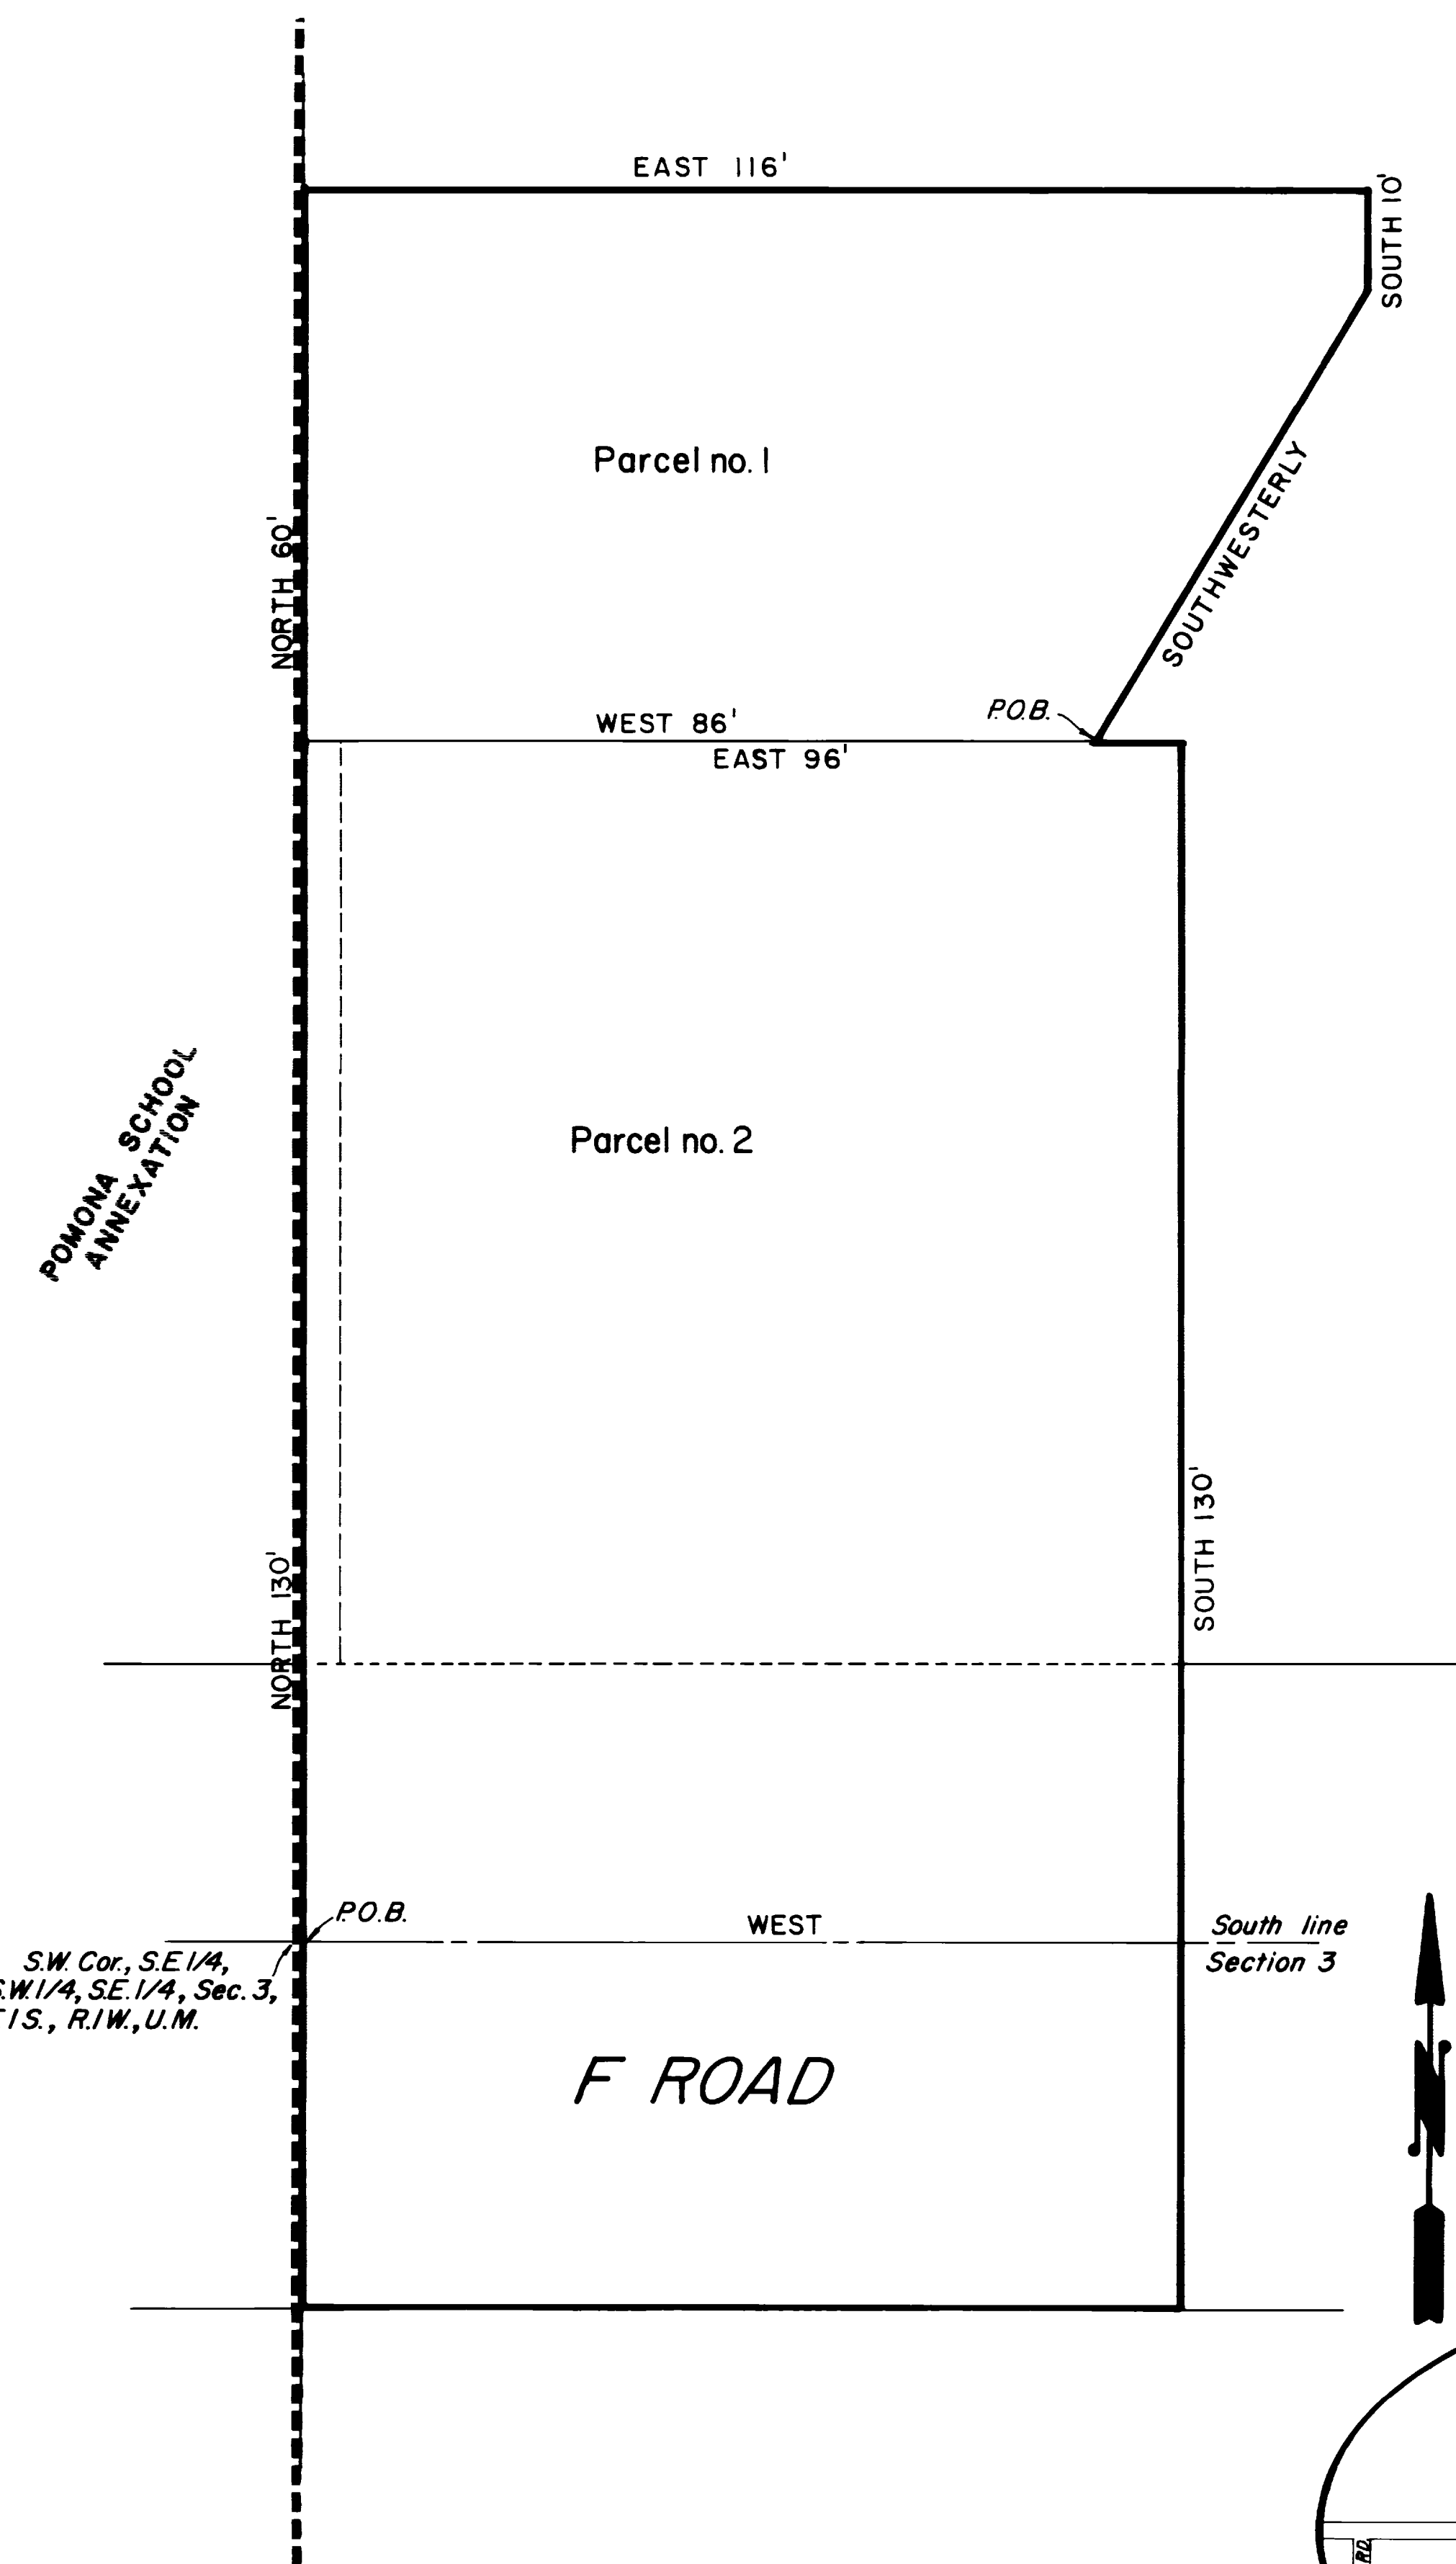 EAST 116'
SOUTH 10'
Parcel no. 1
SOUTHWESTERLY
NORTH 60'
P.O.B.
WEST 86'
EAST 96'
POMONA SCHOOL
ANNEXATION
Parcel no. 2
SOUTH 130'
NORTH 130'
P.O.B.
WEST
South line
Section 3
S.W. Cor., S.E. 1/4,
S.W. 1/4, S.E. 1/4, Sec. 3,
T1S., R.1W., U.M.
F ROAD
N
RD.